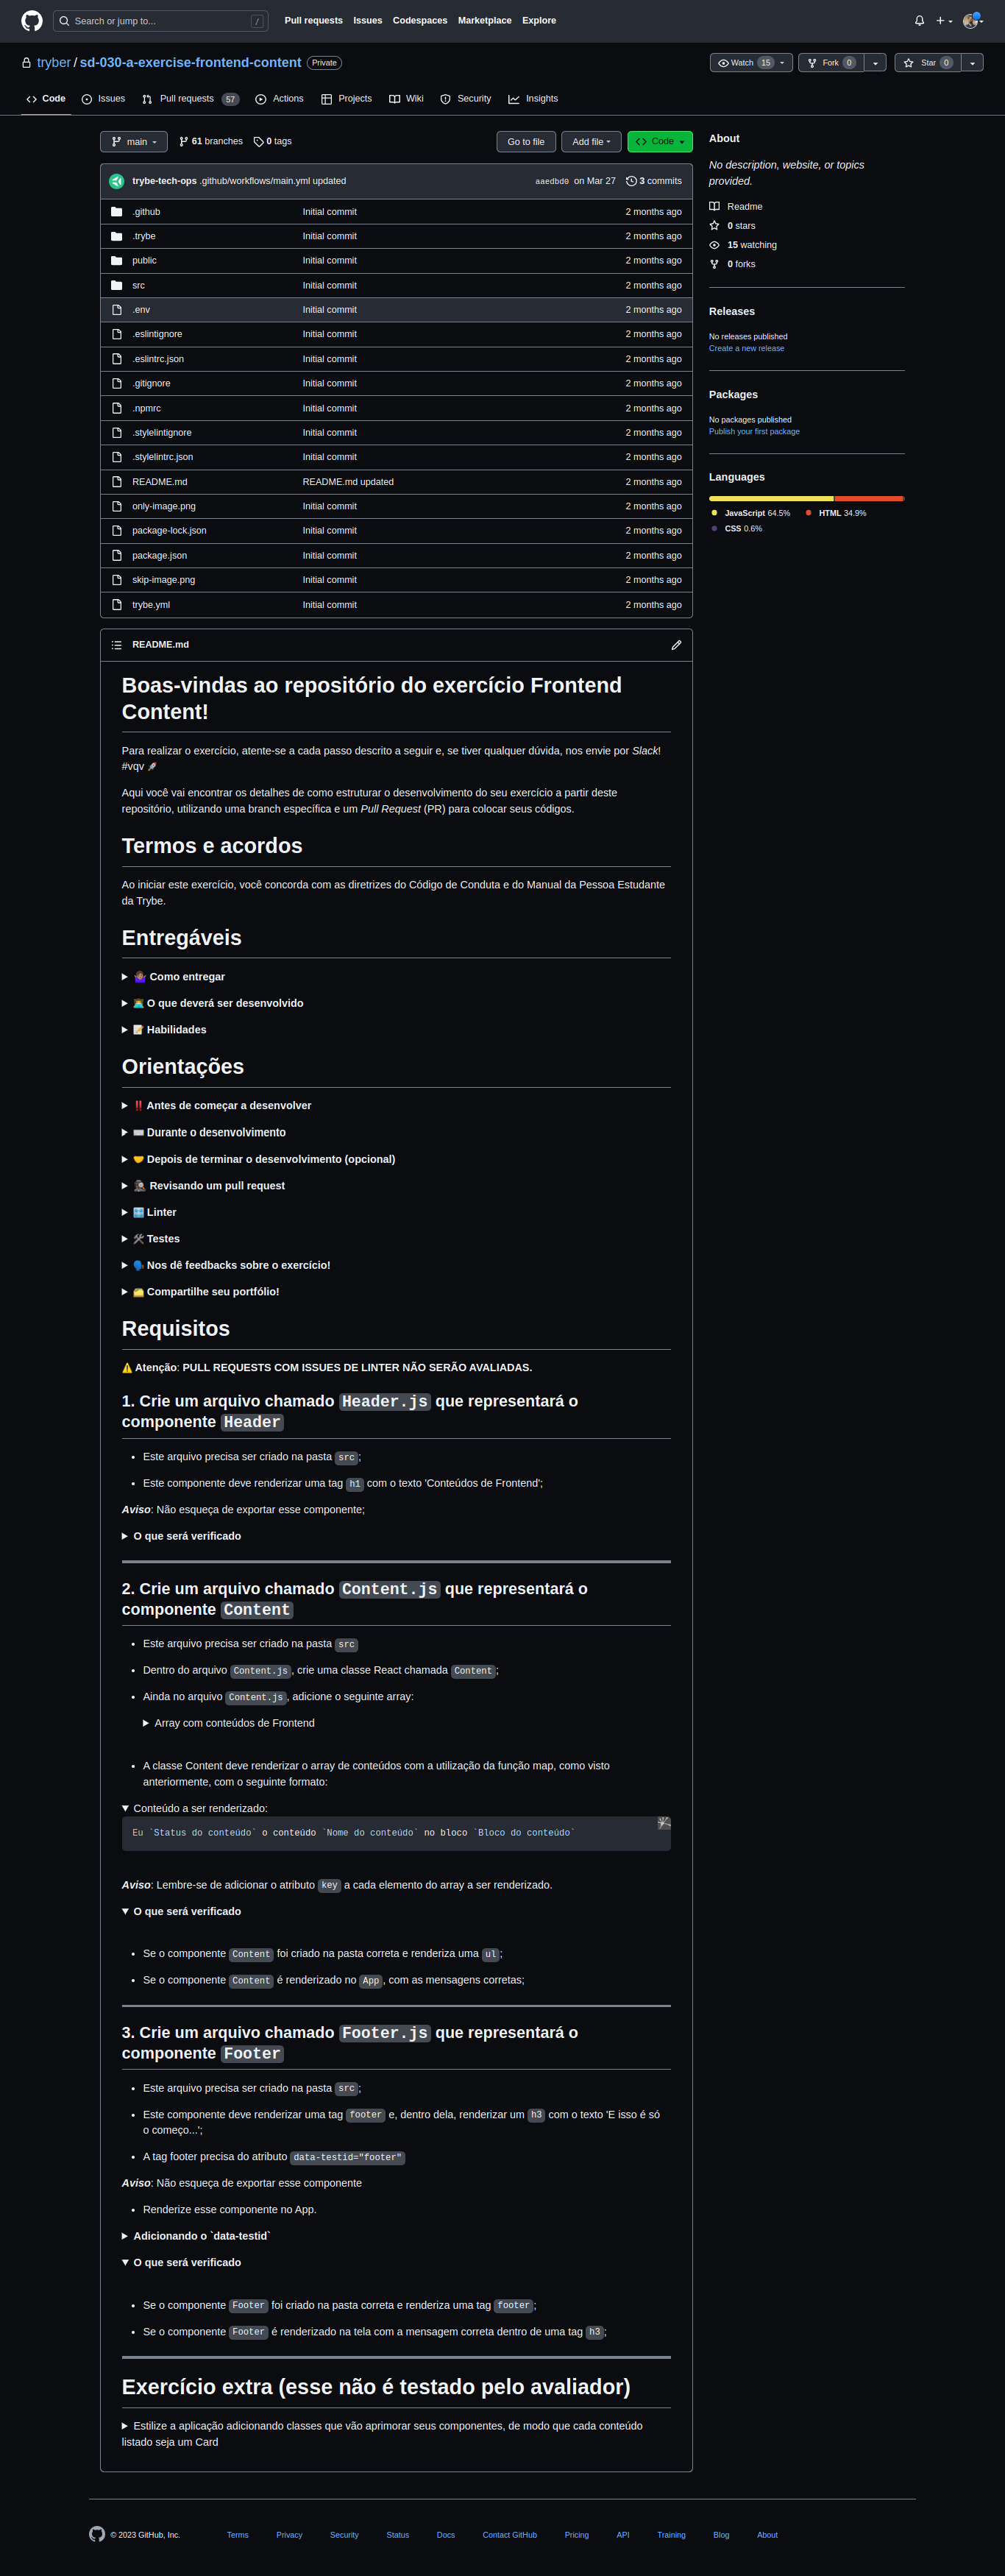 Search or jump to...
/
Pull requests Issues Codespaces Marketplace Explore
tryber / sd-030-a-exercise-frontend-content Private
Watch 15
Fork 0
Star 0
Code Issues Pull requests 57 Actions Projects Wiki Security Insights
main 61 branches 0 tags
Go to file Add file Code
trybe-tech-ops .github/workflows/main.yml updated aaedbd0 on Mar 27 3 commits
.github Initial commit 2 months ago
.trybe Initial commit 2 months ago
public Initial commit 2 months ago
src Initial commit 2 months ago
.env Initial commit 2 months ago
.eslintignore Initial commit 2 months ago
.eslintrc.json Initial commit 2 months ago
.gitignore Initial commit 2 months ago
.npmrc Initial commit 2 months ago
.stylelintignore Initial commit 2 months ago
.stylelintrc.json Initial commit 2 months ago
README.md README.md updated 2 months ago
only-image.png Initial commit 2 months ago
package-lock.json Initial commit 2 months ago
package.json Initial commit 2 months ago
skip-image.png Initial commit 2 months ago
trybe.yml Initial commit 2 months ago
About
No description, website, or topics
provided.
Readme
0 stars
15 watching
0 forks
Releases
No releases published
Create a new release
Packages
No packages published
Publish your first package
Languages
JavaScript 64.5% HTML 34.9%
CSS 0.6%
README.md
Boas-vindas ao repositório do exercício Frontend
Content!
Para realizar o exercício, atente-se a cada passo descrito a seguir e, se tiver qualquer dúvida, nos envie por Slack!
#vqv 🚀
Aqui você vai encontrar os detalhes de como estruturar o desenvolvimento do seu exercício a partir deste
repositório, utilizando uma branch específica e um Pull Request (PR) para colocar seus códigos.
Termos e acordos
Ao iniciar este exercício, você concorda com as diretrizes do Código de Conduta e do Manual da Pessoa Estudante
da Trybe.
Entregáveis
Como entregar
O que deverá ser desenvolvido
Habilidades
Orientações
‼️ Antes de começar a desenvolver
Durante o desenvolvimento
Depois de terminar o desenvolvimento (opcional)
Revisando um pull request
Linter
Testes
Nos dê feedbacks sobre o exercício!
Compartilhe seu portfólio!
Requisitos
⚠️ Atenção: PULL REQUESTS COM ISSUES DE LINTER NÃO SERÃO AVALIADAS.
1. Crie um arquivo chamado Header.js que representará o
componente Header
• Este arquivo precisa ser criado na pasta src;
• Este componente deve renderizar uma tag h1 com o texto 'Conteúdos de Frontend';
Aviso: Não esqueça de exportar esse componente;
O que será verificado
2. Crie um arquivo chamado Content.js que representará o
componente Content
• Este arquivo precisa ser criado na pasta src
• Dentro do arquivo Content.js, crie uma classe React chamada Content;
• Ainda no arquivo Content.js, adicione o seguinte array:
Array com conteúdos de Frontend
• A classe Content deve renderizar o array de conteúdos com a utilização da função map, como visto
anteriormente, com o seguinte formato:
Conteúdo a ser renderizado:
Eu `Status do conteúdo` o conteúdo `Nome do conteúdo` no bloco `Bloco do conteúdo`
Aviso: Lembre-se de adicionar o atributo key a cada elemento do array a ser renderizado.
O que será verificado
• Se o componente Content foi criado na pasta correta e renderiza uma ul;
• Se o componente Content é renderizado no App, com as mensagens corretas;
3. Crie um arquivo chamado Footer.js que representará o
componente Footer
• Este arquivo precisa ser criado na pasta src;
• Este componente deve renderizar uma tag footer e, dentro dela, renderizar um h3 com o texto 'E isso é só
o começo...';
• A tag footer precisa do atributo data-testid="footer"
Aviso: Não esqueça de exportar esse componente
• Renderize esse componente no App.
Adicionando o `data-testid`
O que será verificado
• Se o componente Footer foi criado na pasta correta e renderiza uma tag footer;
• Se o componente Footer é renderizado na tela com a mensagem correta dentro de uma tag h3;
Exercício extra (esse não é testado pelo avaliador)
Estilize a aplicação adicionando classes que vão aprimorar seus componentes, de modo que cada conteúdo
listado seja um Card
© 2023 GitHub, Inc. Terms Privacy Security Status Docs Contact GitHub Pricing API Training Blog About